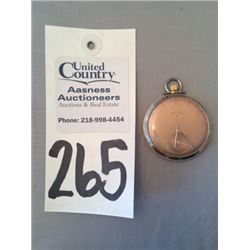 United
Country®
Aasness
Auctioneers
Auctions & Real Estate
Phone: 218-998-4454
265